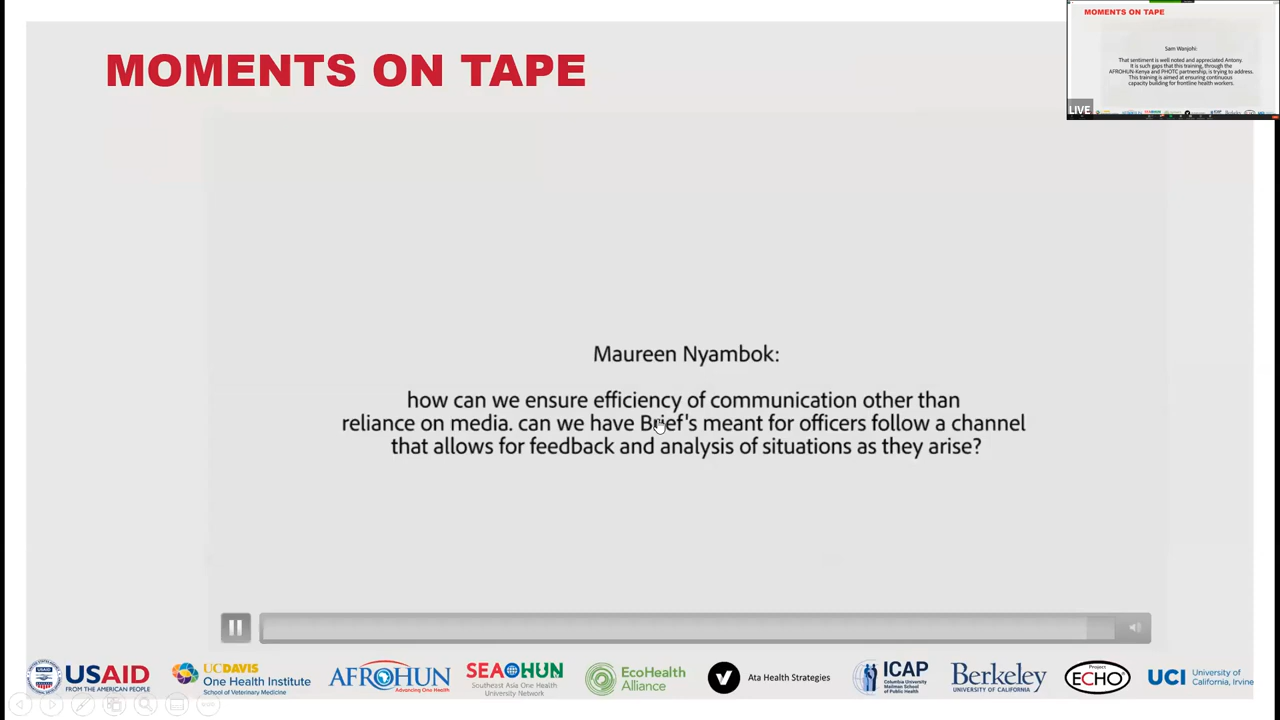 MOMENTS ON TAPE
MOMENTS ON TAPE
Sam Wanjohi
That sentiment is well noted and appreciated Antony.
It is such gaps that this training, through the
AFROHUN-Kenya and PHOTC partnership, is trying to address.
This training is aimed at ensuring continuous
capacity building for frontline health workers.
LIVE
Maureen Nyambok:
how can we ensure efficiency of communication other than
reliance on media. can we have Brief's meant for officers follow a channel
that allows for feedback and analysis of situations as they arise?
USAID
FROM THE AMERICAN PEOPLE
UCDAVIS
One Health Institute
School of Veterinary Medicine
AFROHUN
Advancing One Health
SEAOHUN
Southeast Asia One Health
University Network
EcoHealth
Alliance
Ata Health Strategies
ICAP
Columbia University
Mailman School
of Public Health
Berkeley
UNIVERSITY OF CALIFORNIA
Project
ECHO
UCI
University of
California, Irvine